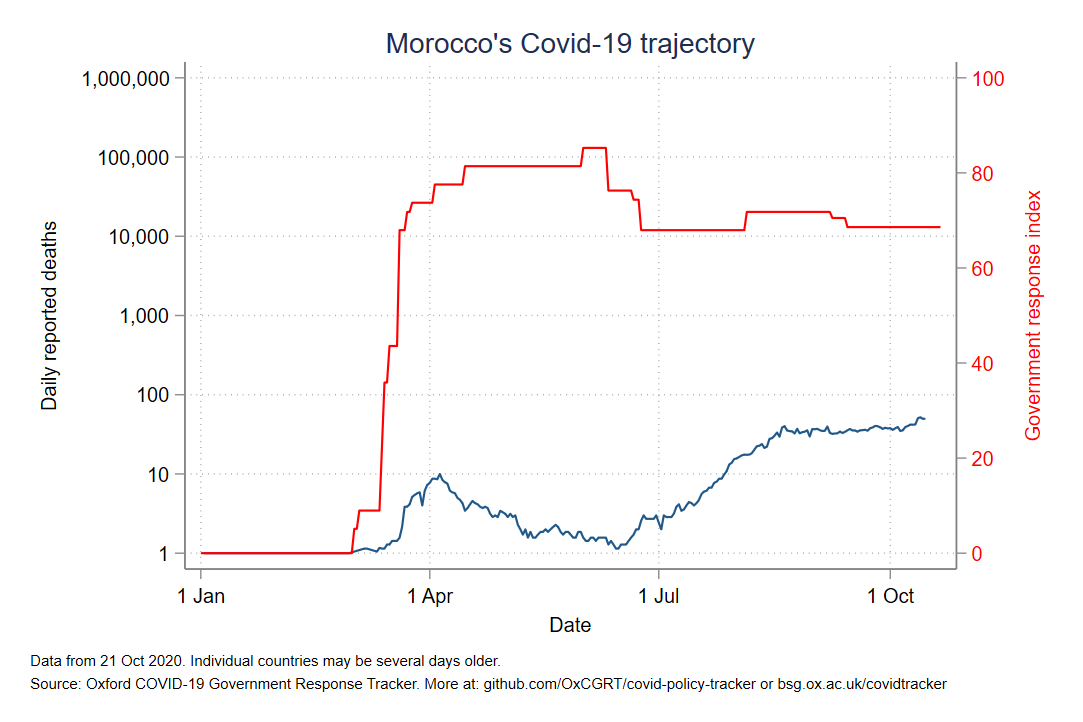 Morocco's Covid-19 trajectory
1,000,000
100,000
10,000
1,000
100
10
1
Daily reported deaths
100
80
60
40
20
0
Government response index
1 Jan
1 Apr
1 Jul
1 Oct
Date
Data from 21 Oct 2020. Individual countries may be several days older.
Source: Oxford COVID-19 Government Response Tracker. More at: github.com/OxCGRT/covid-policy-tracker or bsg.ox.ac.uk/covidtracker